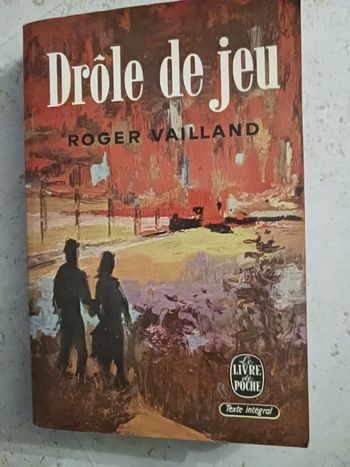 Drôle de jeu
ROGER VAILLAND
Le
LIVRE
de
POCHE
Texte intégral